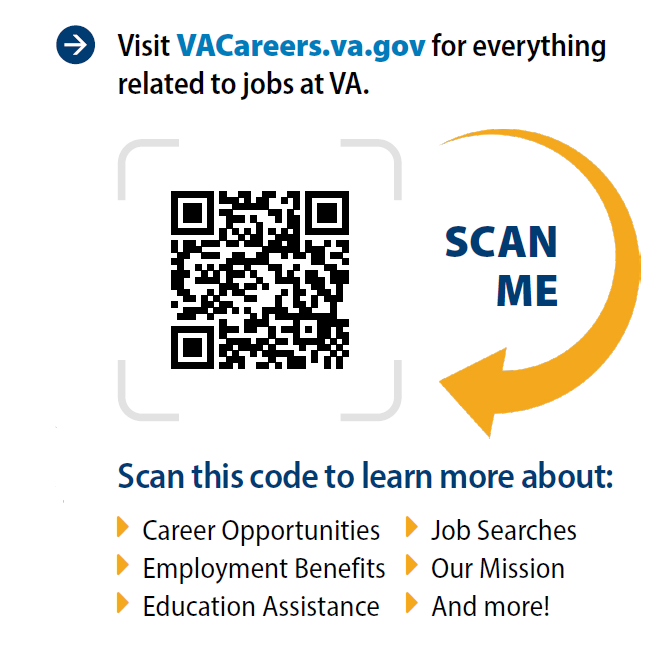 Visit VACareers.va.gov for everything
related to jobs at VA.
SCAN
ME
Scan this code to learn more about:
Career Opportunities
Employment Benefits
Education Assistance
Job Searches
Our Mission
And more!